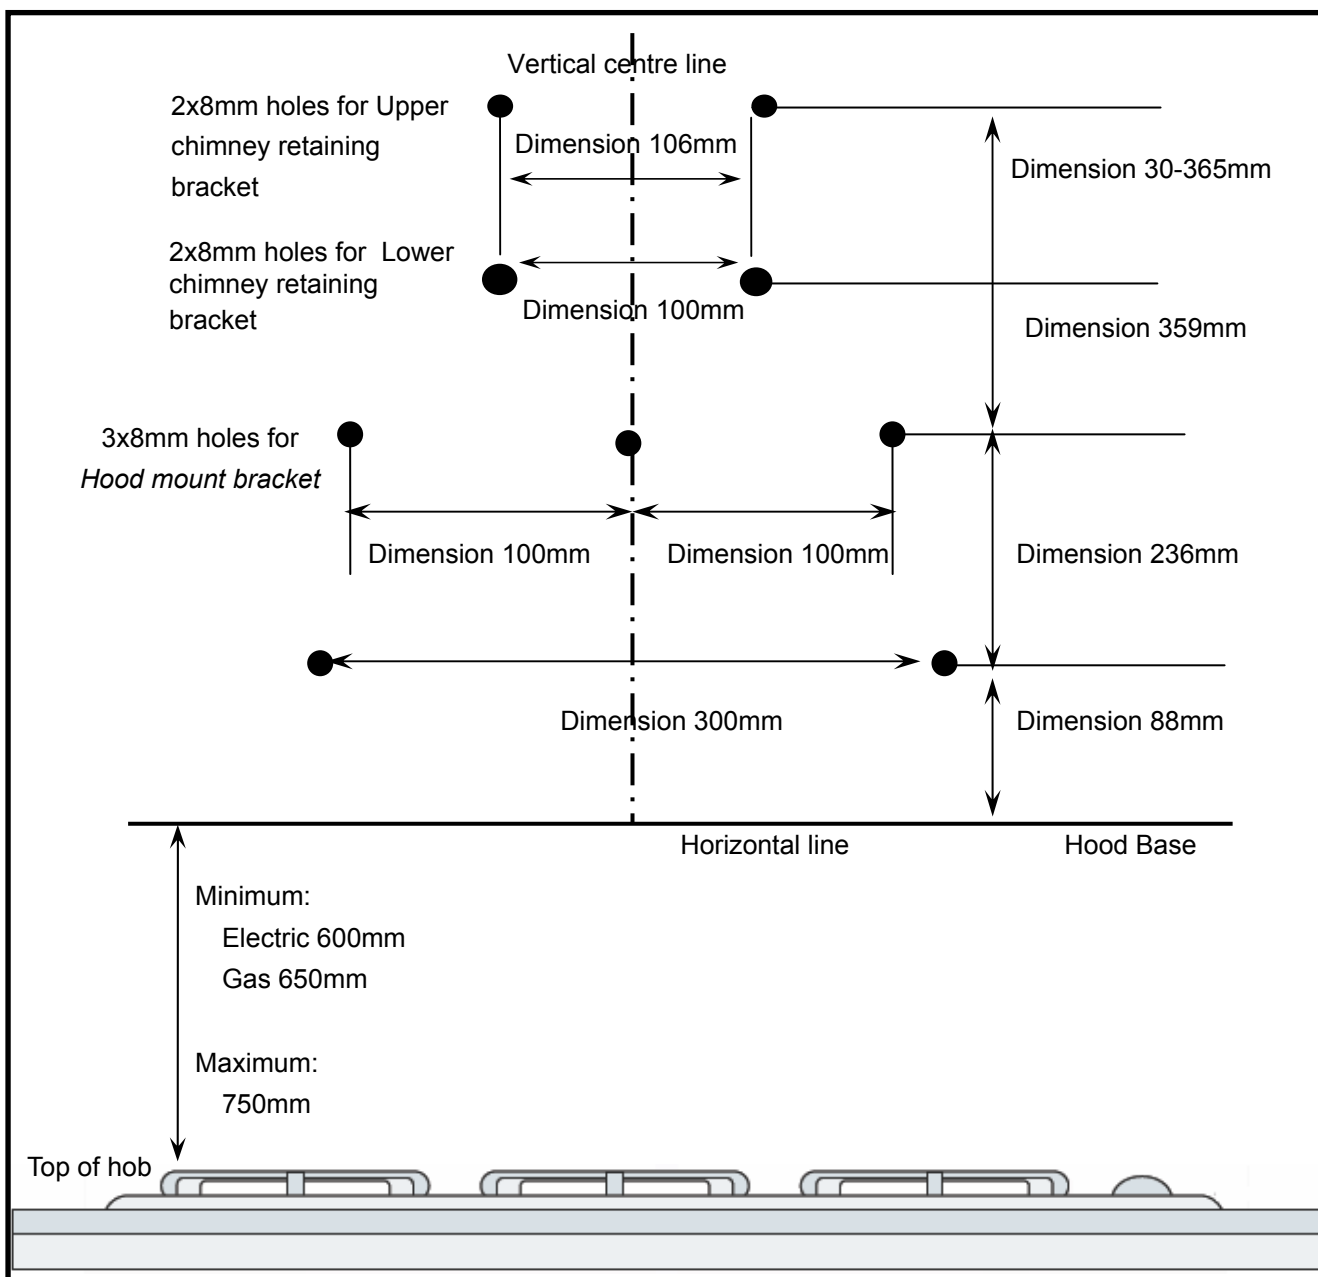 Vertical centre line
2x8mm holes for Upper
chimney retaining
bracket
Dimension 106mm
Dimension 30-365mm
2x8mm holes for Lower
chimney retaining
bracket
Dimension 100mm
Dimension 359mm
3x8mm holes for
Hood mount bracket
Dimension 100mm
Dimension 100mm
Dimension 236mm
Dimension 300mm
Dimension 88mm
Horizontal line
Hood Base
Minimum:
Electric 600mm
Gas 650mm
Maximum:
750mm
Top of hob